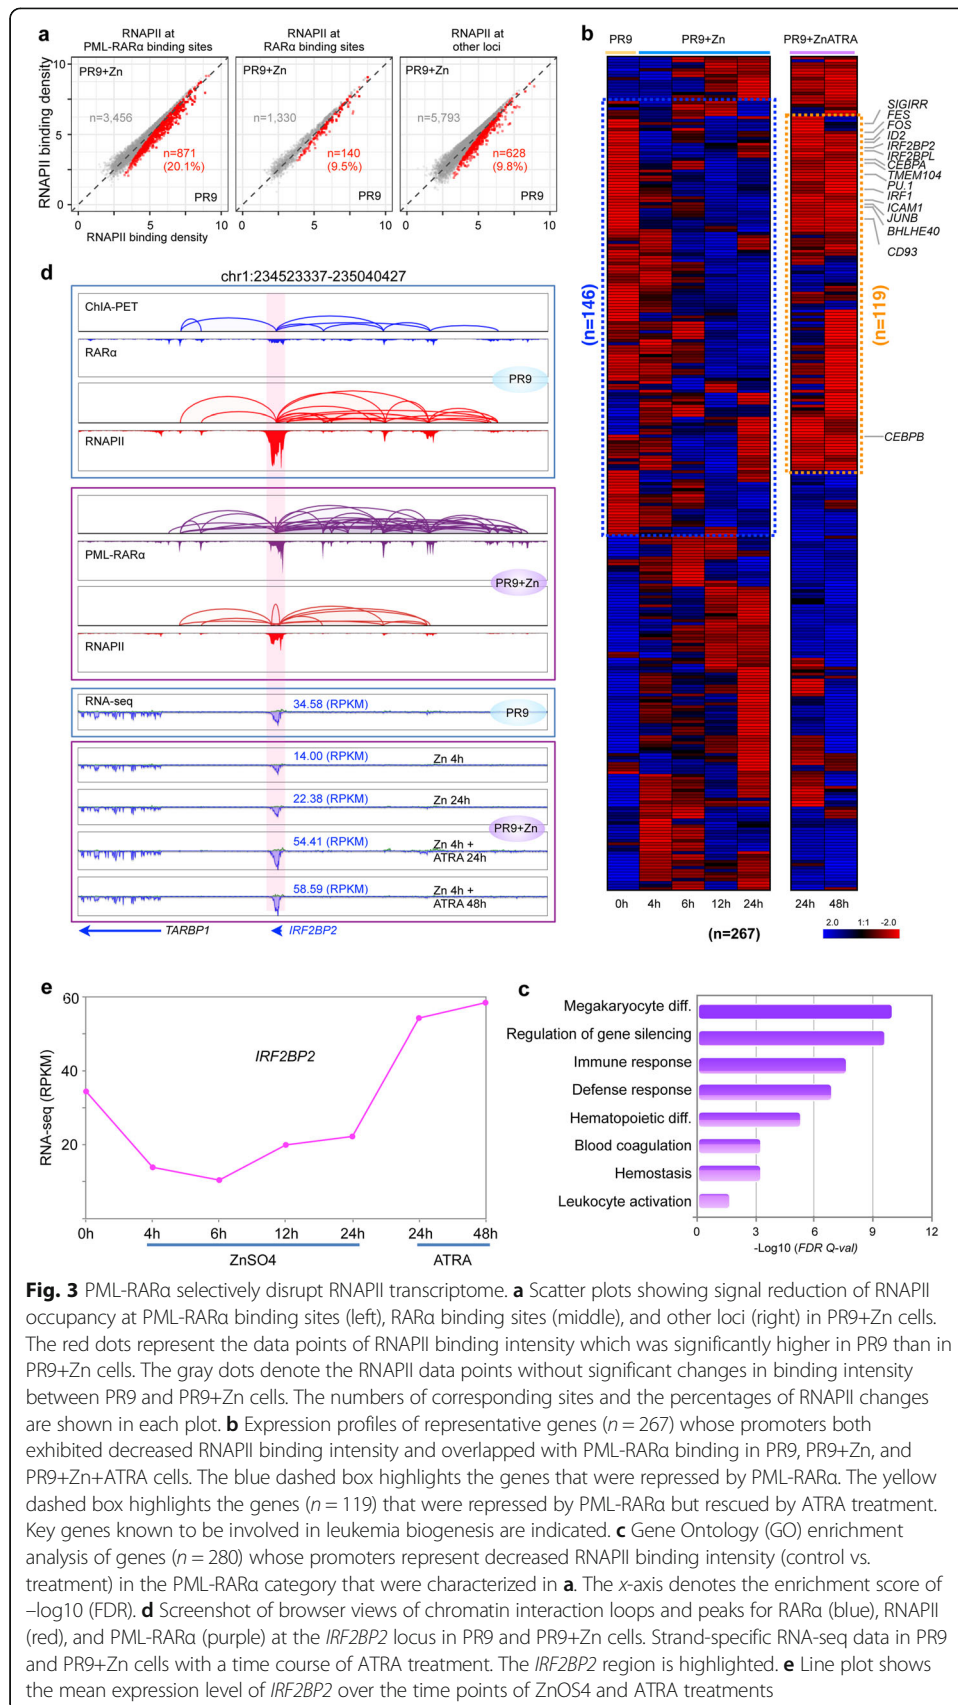 a
RNAPII at
PML-RARα binding sites
RNAPII at
RARα binding sites
RNAPII at
other loci
RNAPII binding density
10
5
0
PR9+Zn
n=3,456
n=871
(20.1%)
PR9
PR9+Zn
n=1,330
n=140
(9.5%)
PR9
PR9+Zn
n=5,793
n=628
(9.8%)
PR9
0 5 10
0 5 10
0 5 10
RNAPII binding density
b
PR9 PR9+Zn PR9+ZnATRA
SIGIRR
FES
FOS
ID2
IRF2BP2
IRF2BPL
CEBPA
TMEM104
PU.1
IRF1
ICAM1
JUNB
BHLHE40
CD93
CEBPB
(n=146)
(n=119)
0h 4h 6h 12h 24h 24h 48h
(n=267)
2.0 1:1 -2.0
d
chr1:234523337-235040427
ChIA-PET
RARα
PR9
RNAPII
PML-RARα
PR9+Zn
RNAPII
RNA-seq
34.58 (RPKM)
PR9
14.00 (RPKM)
Zn 4h
22.38 (RPKM)
Zn 24h
PR9+Zn
54.41 (RPKM)
Zn 4h +
ATRA 24h
58.59 (RPKM)
Zn 4h +
ATRA 48h
TARBP1
IRF2BP2
e
RNA-seq (RPKM)
60
40
20
IRF2BP2
0h 4h 6h 12h 24h 24h 48h
ZnSO4 ATRA
c
Megakaryocyte diff.
Regulation of gene silencing
Immune response
Defense response
Hematopoietic diff.
Blood coagulation
Hemostasis
Leukocyte activation
0 3 6 9 12
-Log10 (FDR Q-val)
Fig. 3 PML-RARα selectively disrupt RNAPII transcriptome. a Scatter plots showing signal reduction of RNAPII
occupancy at PML-RARα binding sites (left), RARα binding sites (middle), and other loci (right) in PR9+Zn cells.
The red dots represent the data points of RNAPII binding intensity which was significantly higher in PR9 than in
PR9+Zn cells. The gray dots denote the RNAPII data points without significant changes in binding intensity
between PR9 and PR9+Zn cells. The numbers of corresponding sites and the percentages of RNAPII changes
are shown in each plot. b Expression profiles of representative genes (n = 267) whose promoters both
exhibited decreased RNAPII binding intensity and overlapped with PML-RARα binding in PR9, PR9+Zn, and
PR9+Zn+ATRA cells. The blue dashed box highlights the genes that were repressed by PML-RARα. The yellow
dashed box highlights the genes (n = 119) that were repressed by PML-RARα but rescued by ATRA treatment.
Key genes known to be involved in leukemia biogenesis are indicated. c Gene Ontology (GO) enrichment
analysis of genes (n = 280) whose promoters represent decreased RNAPII binding intensity (control vs.
treatment) in the PML-RARα category that were characterized in a. The x-axis denotes the enrichment score of
–log10 (FDR). d Screenshot of browser views of chromatin interaction loops and peaks for RARα (blue), RNAPII
(red), and PML-RARα (purple) at the IRF2BP2 locus in PR9 and PR9+Zn cells. Strand-specific RNA-seq data in PR9
and PR9+Zn cells with a time course of ATRA treatment. The IRF2BP2 region is highlighted. e Line plot shows
the mean expression level of IRF2BP2 over the time points of ZnOS4 and ATRA treatments